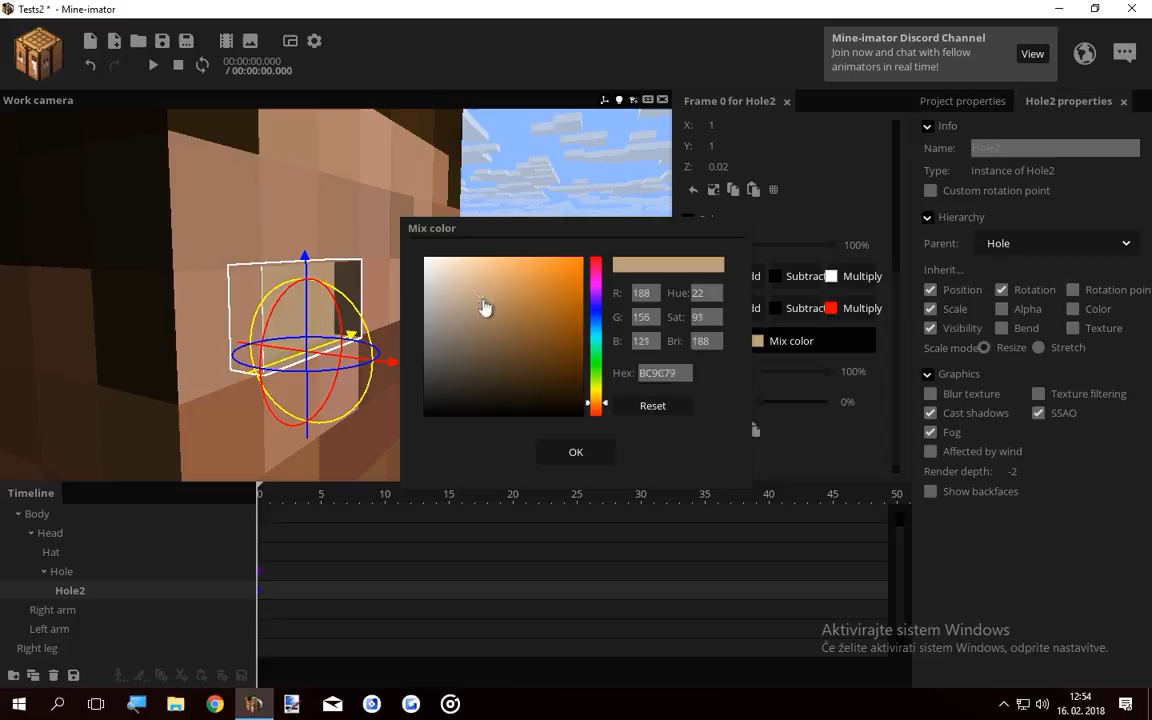 Tests2 * - Mine-imator
00:00:00.000
/ 00:00:00.000
Mine-imator Discord Channel
Join now and chat with fellow
animators in real time!
View
Work camera
Frame 0 for Hole2
X: 1
Y: 1
Z: 0.02
100%
Subtract
Multiply
Subtract
Multiply
Mix color
100%
0%
Mix color
R: 188
Hue: 22
G: 156
Sat: 91
B: 121
Bri: 188
Hex: BC9C79
Reset
OK
Project properties
Hole2 properties
Info
Name: Hole2
Type: Instance of Hole2
Custom rotation point
Hierarchy
Parent: Hole
Inherit...
Position
Rotation
Rotation poin
Scale
Alpha
Color
Visibility
Bend
Texture
Scale mode
Resize
Stretch
Graphics
Blur texture
Texture filtering
Cast shadows
SSAO
Fog
Affected by wind
Render depth: -2
Show backfaces
Timeline
0 5 10 15 20 25 30 35 40 45 50
Body
Head
Hat
Hole
Hole2
Right arm
Left arm
Right leg
Aktivirajte sistem Windows
Če želite aktivirati sistem Windows, odprite nastavitve.
12:54
16. 02. 2018